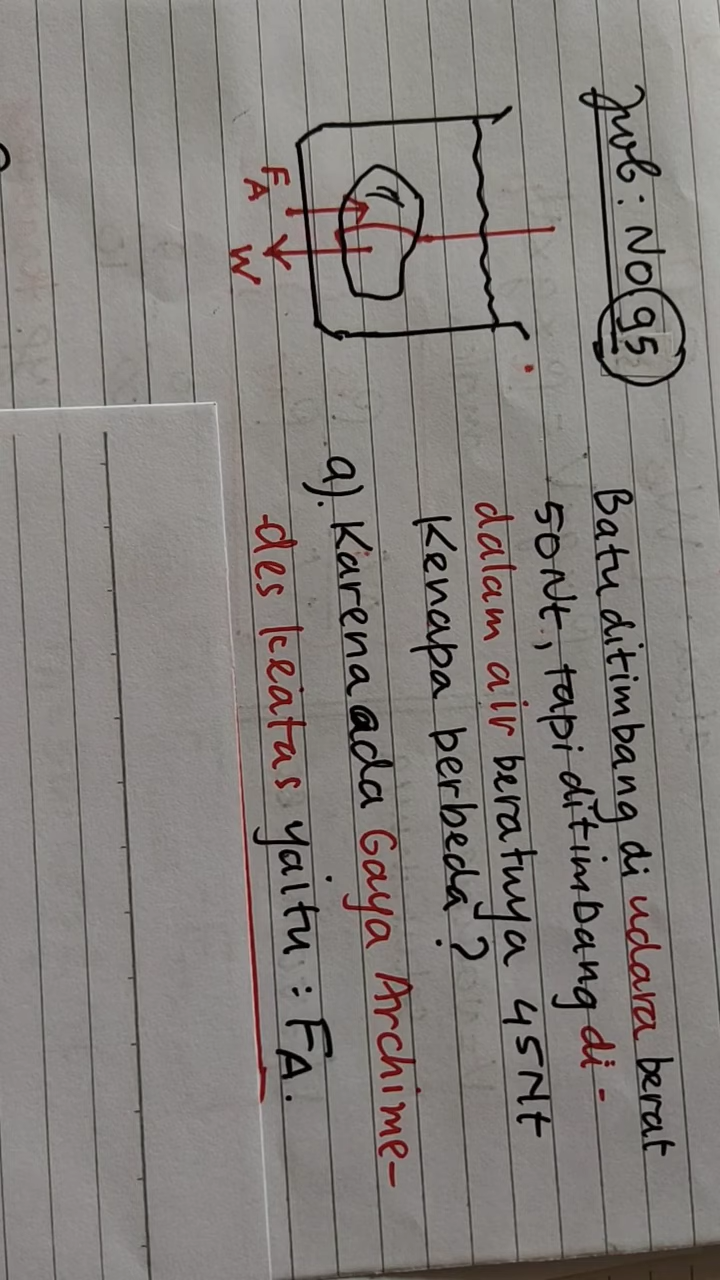 Jwb : No 95
Batu ditimbang di udara berat
50Nt, tapi ditimbang di-
dalam air beratnya 45Nt
Kenapa berbeda?
a). Karena ada Gaya Archime-
des keatas yaitu : FA.
FA
W